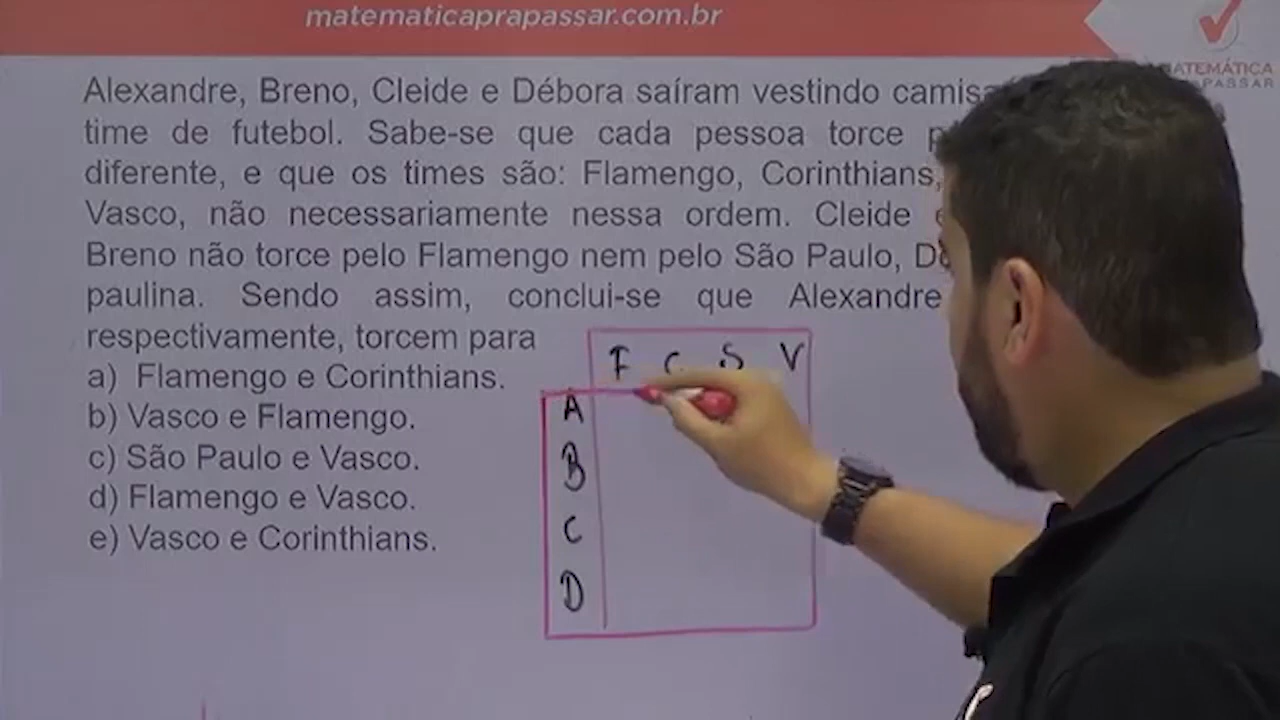 matematicaprapassar.com.br
MATEMÁTICA
PASSAR
Alexandre, Breno, Cleide e Débora saíram vestindo
time de futebol. Sabe-se que cada pessoa torce
diferente, e que os times são: Flamengo, Corinthians,
Vasco, não necessariamente nessa ordem. Cleide
Breno não torce pelo Flamengo nem pelo São Paulo,
paulina. Sendo assim, conclui-se que Alexandre
respectivamente, torcem para
a) Flamengo e Corinthians.
b) Vasco e Flamengo.
c) São Paulo e Vasco.
d) Flamengo e Vasco.
e) Vasco e Corinthians.
F C S V
A
B
C
D